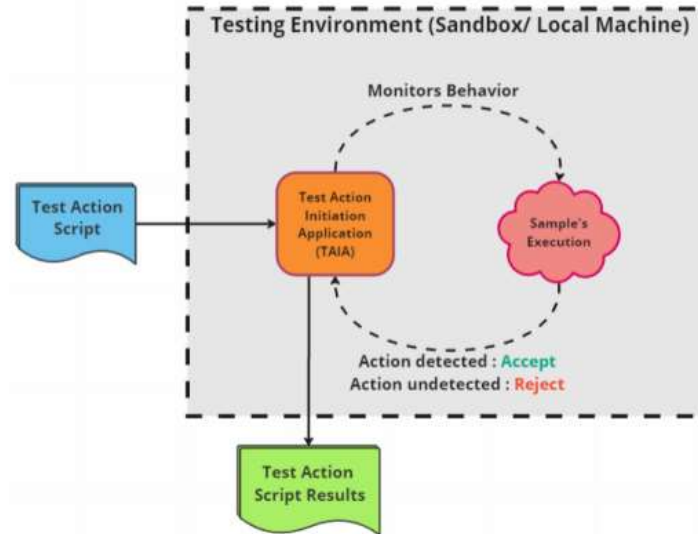 Testing Environment (Sandbox/ Local Machine)
Monitors Behavior
Test Action
Script
Test Action
Initiation
Application
(TAIA)
Sample's
Execution
Action detected : Accept
Action undetected : Reject
Test Action
Script Results